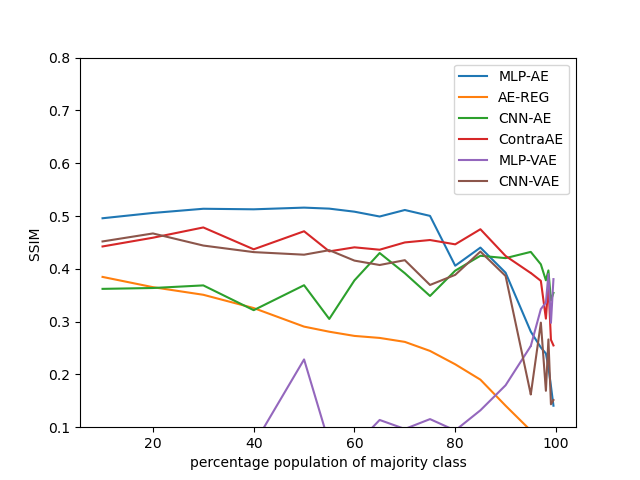 0.8
0.7
0.6
0.5
0.4
0.3
0.2
0.1
SSIM
MLP-AE
AE-REG
CNN-AE
ContraAE
MLP-VAE
CNN-VAE
20 40 60 80 100
percentage population of majority class